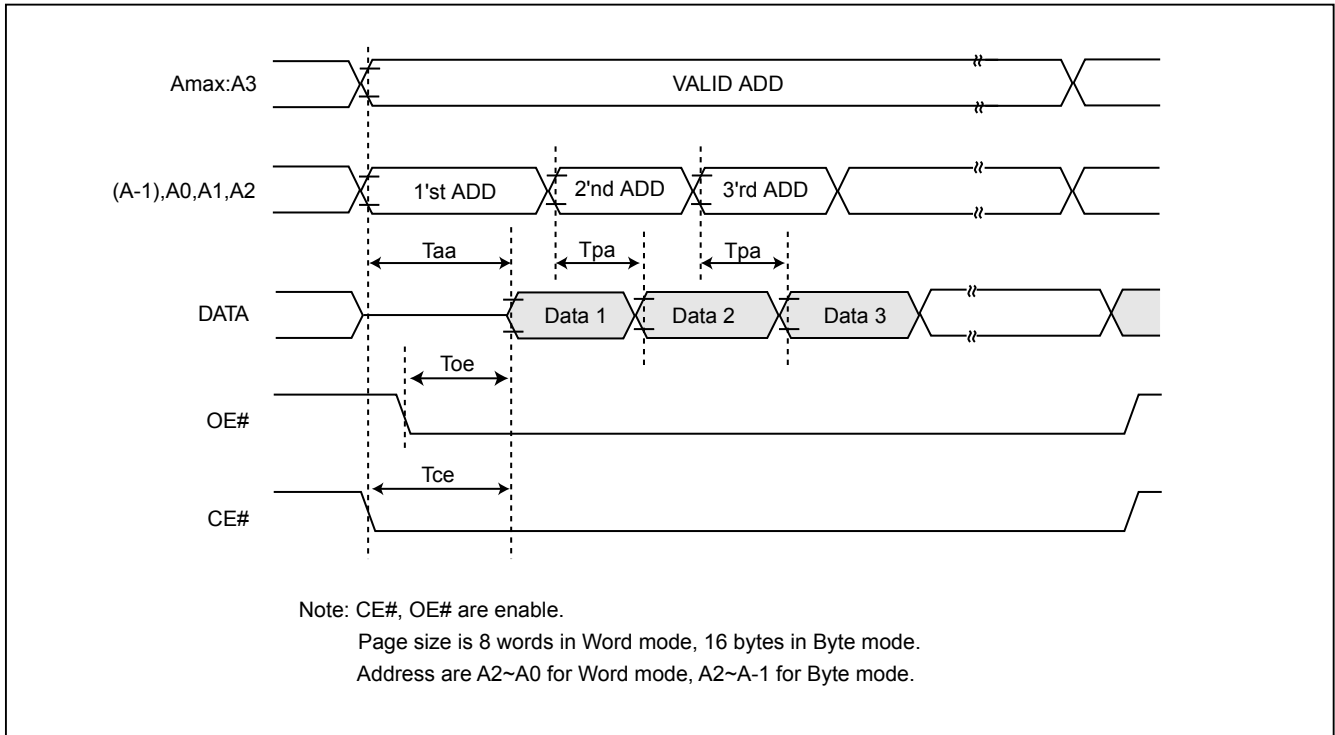 Amax:A3
VALID ADD
(A-1),A0,A1,A2
1'st ADD
2'nd ADD
3'rd ADD
Taa
Tpa
Tpa
DATA
Data 1
Data 2
Data 3
Toe
OE#
Tce
CE#
Note: CE#, OE# are enable.
Page size is 8 words in Word mode, 16 bytes in Byte mode.
Address are A2~A0 for Word mode, A2~A-1 for Byte mode.